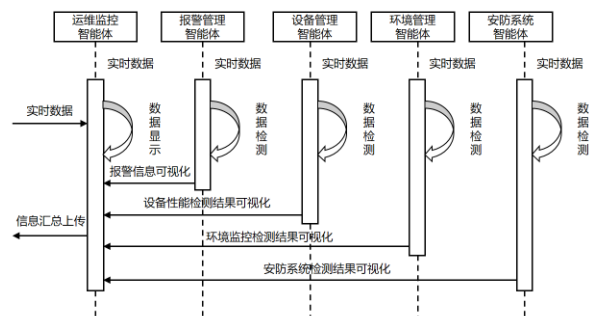 运维监控
智能体
报警管理
智能体
设备管理
智能体
环境管理
智能体
安防系统
智能体
实时数据
实时数据
实时数据
实时数据
实时数据
实时数据
数据显示
数据检测
数据检测
数据检测
数据检测
报警信息可视化
设备性能检测结果可视化
信息汇总上传
环境监控检测结果可视化
安防系统检测结果可视化